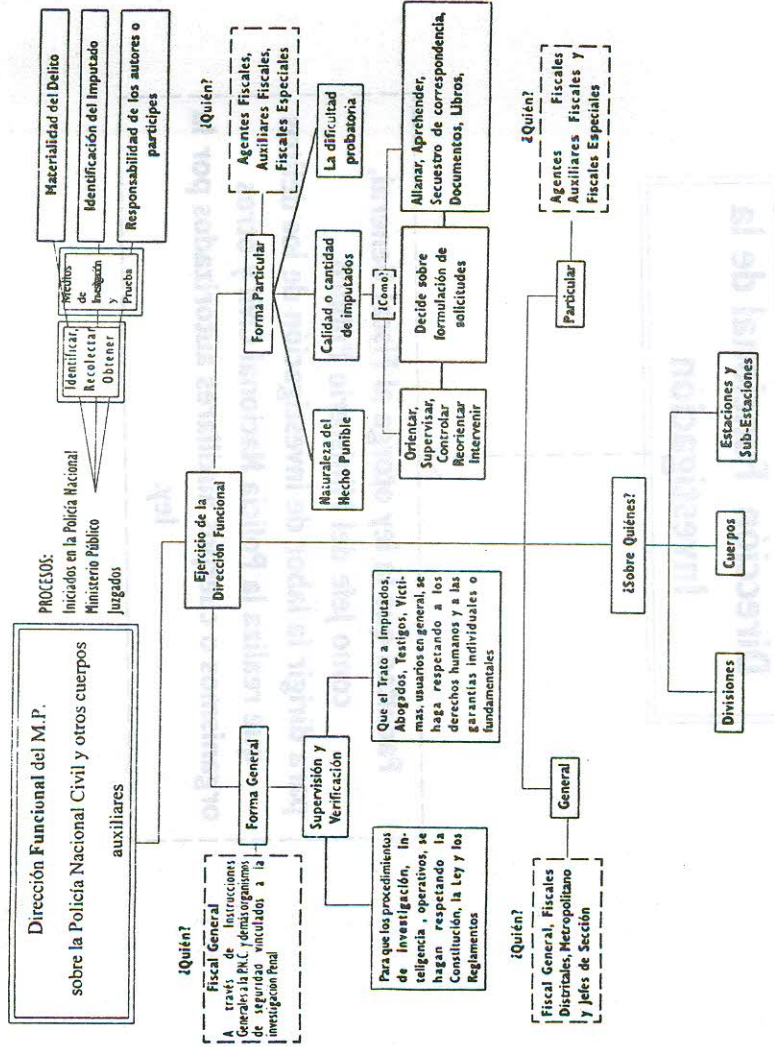 Dirección Funcional del M.P.
sobre la Policía Nacional Civil y otros cuerpos
auxiliares
PROCESOS:
Iniciados en la Policía Nacional
Ministerio Público
Juzgados
Identificar,
Recolectar
Obtener
Medios
de
Investigación
y
Prueba
Materialidad del Delito
Identificación del Imputado
Responsabilidad de los autores o
partícipes
Ejercicio de la
Dirección Funcional
¿Quién?
Fiscal General
A través de Instrucciones
Generales a la P.N.C. y demás organismos
de seguridad vinculados a la
investigacion Penal
Forma General
Supervisión y
Verificación
Para que los procedimientos
de investigación, in-
teligencia , operativos, se
hagan respetando la
Constitución, la Ley y los
Reglamentos
Que el Trato a Imputados,
Abogados, Testigos, Vícti-
mas, usuarios en general, se
haga respetando a los
derechos humanos y a las
garantías individuales o
fundamentales
Forma Particular
¿Quién?
Agentes Fiscales,
Auxiliares Fiscales,
Fiscales Especiales
Naturaleza del
Hecho Punible
Calidad o cantidad
de imputados
La dificultad
probatoria
¿Como?
Orientar,
Supervisar,
Controlar
Reorientar
Intervenir
Decide sobre
formulación de
solicitudes
Allanar, Aprehender,
Secuestro de correspondencia,
Documentos, Libros,
¿Quién?
Fiscal General, Fiscales
Distritales, Metropolitano
y Jefes de Sección
General
Particular
¿Quién?
Agentes Fiscales
Auxiliares Fiscales y
Fiscales Especiales
¿Sobre Quiénes?
Divisiones
Cuerpos
Estaciones y
Sub-Estaciones